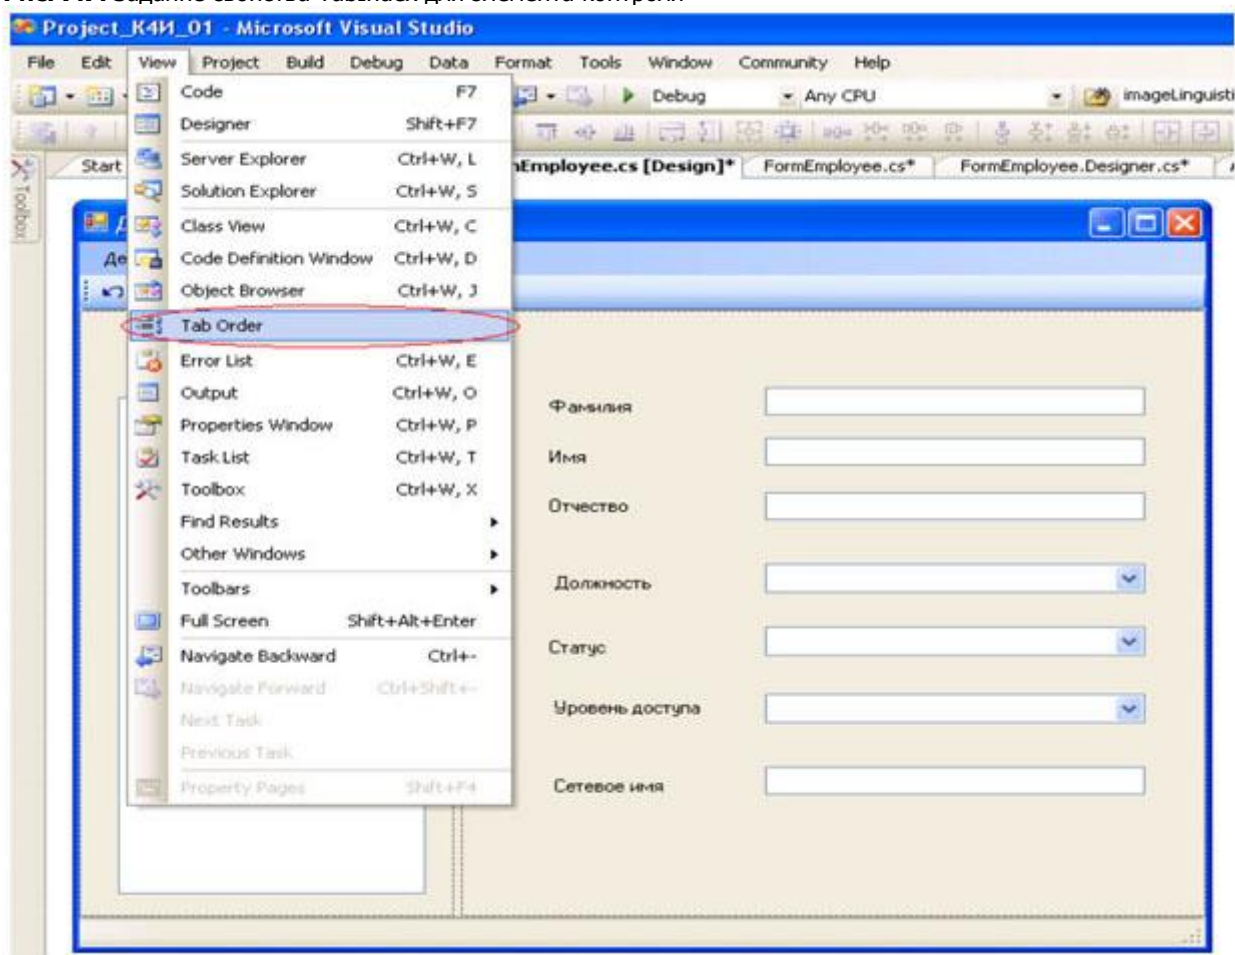 Project_К4И_01 - Microsoft Visual Studio
File Edit View Project Build Debug Data Format Tools Window Community Help
Debug Any CPU imageLinguisti
Start mEmployee.cs [Design]* FormEmployee.cs* FormEmployee.Designer.cs*
Toolbox
Code F7
Designer Shift+F7
Server Explorer Ctrl+W, L
Solution Explorer Ctrl+W, S
Class View Ctrl+W, C
Code Definition Window Ctrl+W, D
Object Browser Ctrl+W, J
Tab Order
Error List Ctrl+W, E
Output Ctrl+W, O
Properties Window Ctrl+W, P
Task List Ctrl+W, T
Toolbox Ctrl+W, X
Find Results
Other Windows
Toolbars
Full Screen Shift+Alt+Enter
Navigate Backward Ctrl+-
Navigate Forward Ctrl+Shift+-
Next Task
Previous Task
Property Pages Shift+F4
Де
Фамилия
Имя
Отчество
Должность
Статус
Уровень доступа
Сетевое имя